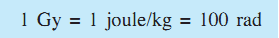 1 Gy = 1 joule/kg = 100 rad